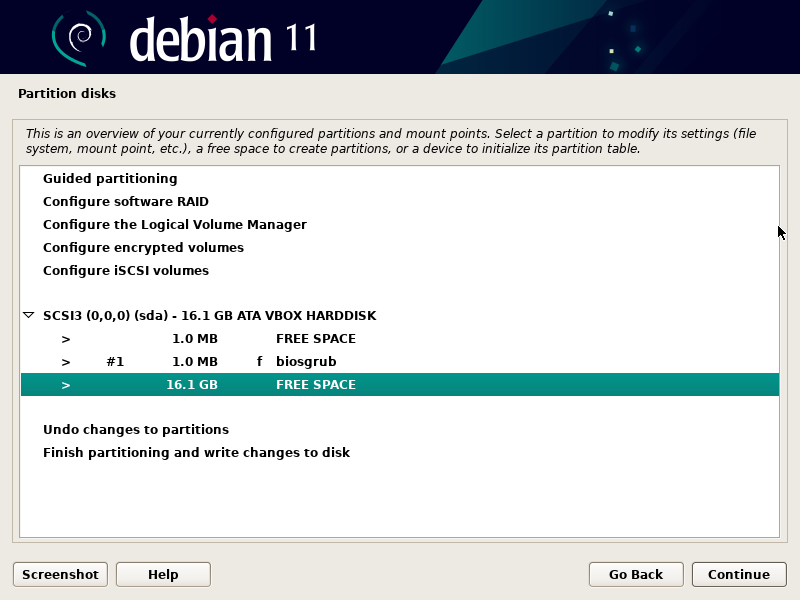 debian 11
Partition disks
This is an overview of your currently configured partitions and mount points. Select a partition to modify its settings (file
system, mount point, etc.), a free space to create partitions, or a device to initialize its partition table.
Guided partitioning
Configure software RAID
Configure the Logical Volume Manager
Configure encrypted volumes
Configure iSCSI volumes
SCSI3 (0,0,0) (sda) - 16.1 GB ATA VBOX HARDDISK
> 1.0 MB FREE SPACE
> #1 1.0 MB f biosgrub
> 16.1 GB FREE SPACE
Undo changes to partitions
Finish partitioning and write changes to disk
Screenshot Help Go Back Continue